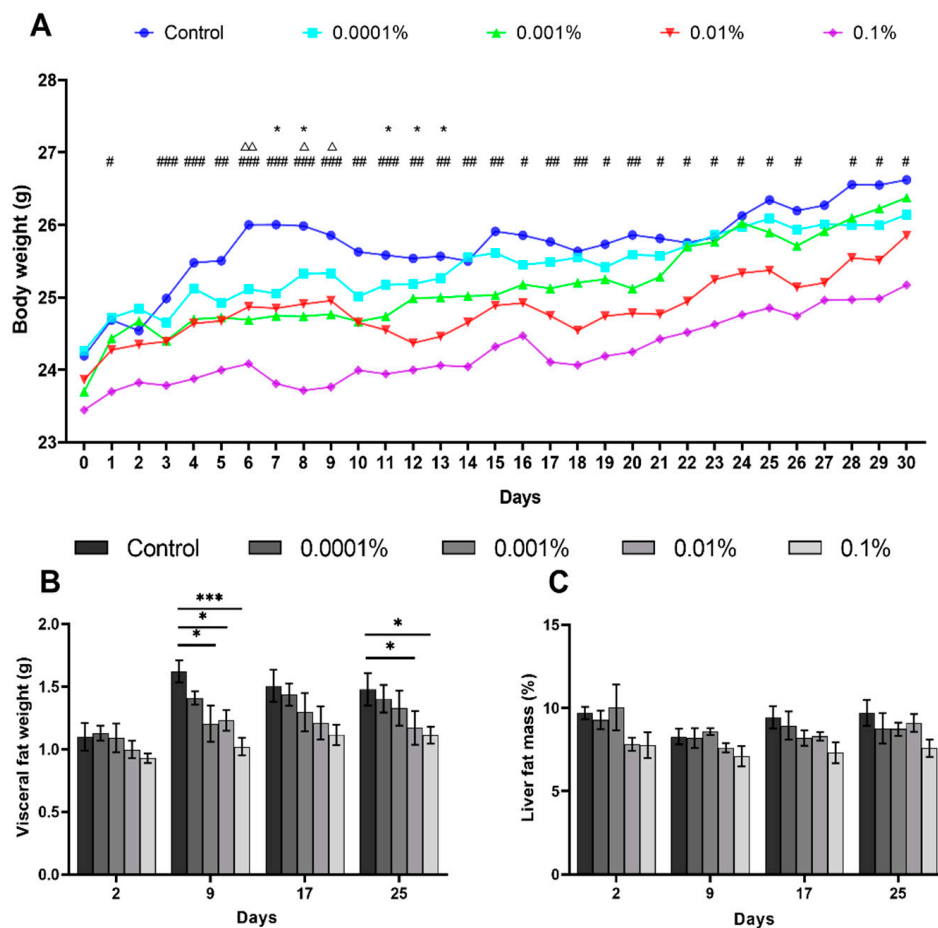 A
Control 0.0001% 0.001% 0.01% 0.1%
28
* * * * *
△△ △ △
27
# ### ### ## #### #### #### #### ## ### ## ## ## ## # ## ## # ## # # # # # # # # #
26
25
24
23
Body weight (g)
0 1 2 3 4 5 6 7 8 9 10 11 12 13 14 15 16 17 18 19 20 21 22 23 24 25 26 27 28 29 30
Days
Control 0.0001% 0.001% 0.01% 0.1%
B
2.0
1.5
1.0
0.5
0.0
Visceral fat weight (g)
***
*
*
*
*
2 9 17 25
Days
C
15
10
5
0
Liver fat mass (%)
2 9 17 25
Days